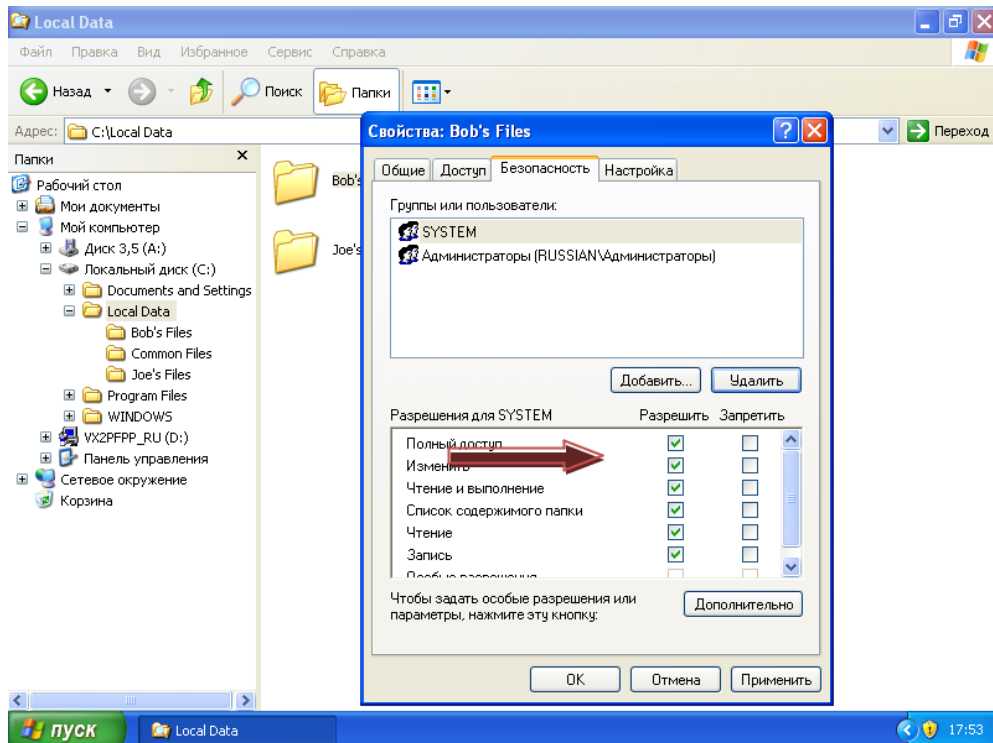 Local Data
Файл Правка Вид Избранное Сервис Справка
Назад Поиск Папки
Адрес: C:\Local Data Переход
Папки
Рабочий стол
Мои документы
Мой компьютер
Диск 3,5 (A:)
Локальный диск (C:)
Documents and Settings
Local Data
Bob's Files
Common Files
Joe's Files
Program Files
WINDOWS
VX2PFPP_RU (D:)
Панель управления
Сетевое окружение
Корзина
Bob's
Joe's
Свойства: Bob's Files
Общие Доступ Безопасность Настройка
Группы или пользователи:
SYSTEM
Администраторы (RUSSIAN\Администраторы)
Добавить... Удалить
Разрешения для SYSTEM Разрешить Запретить
Полный доступ
Изменить
Чтение и выполнение
Список содержимого папки
Чтение
Запись
Особые разрешения
Чтобы задать особые разрешения или
параметры, нажмите эту кнопку:
Дополнительно
OK Отмена Применить
пуск Local Data 17:53